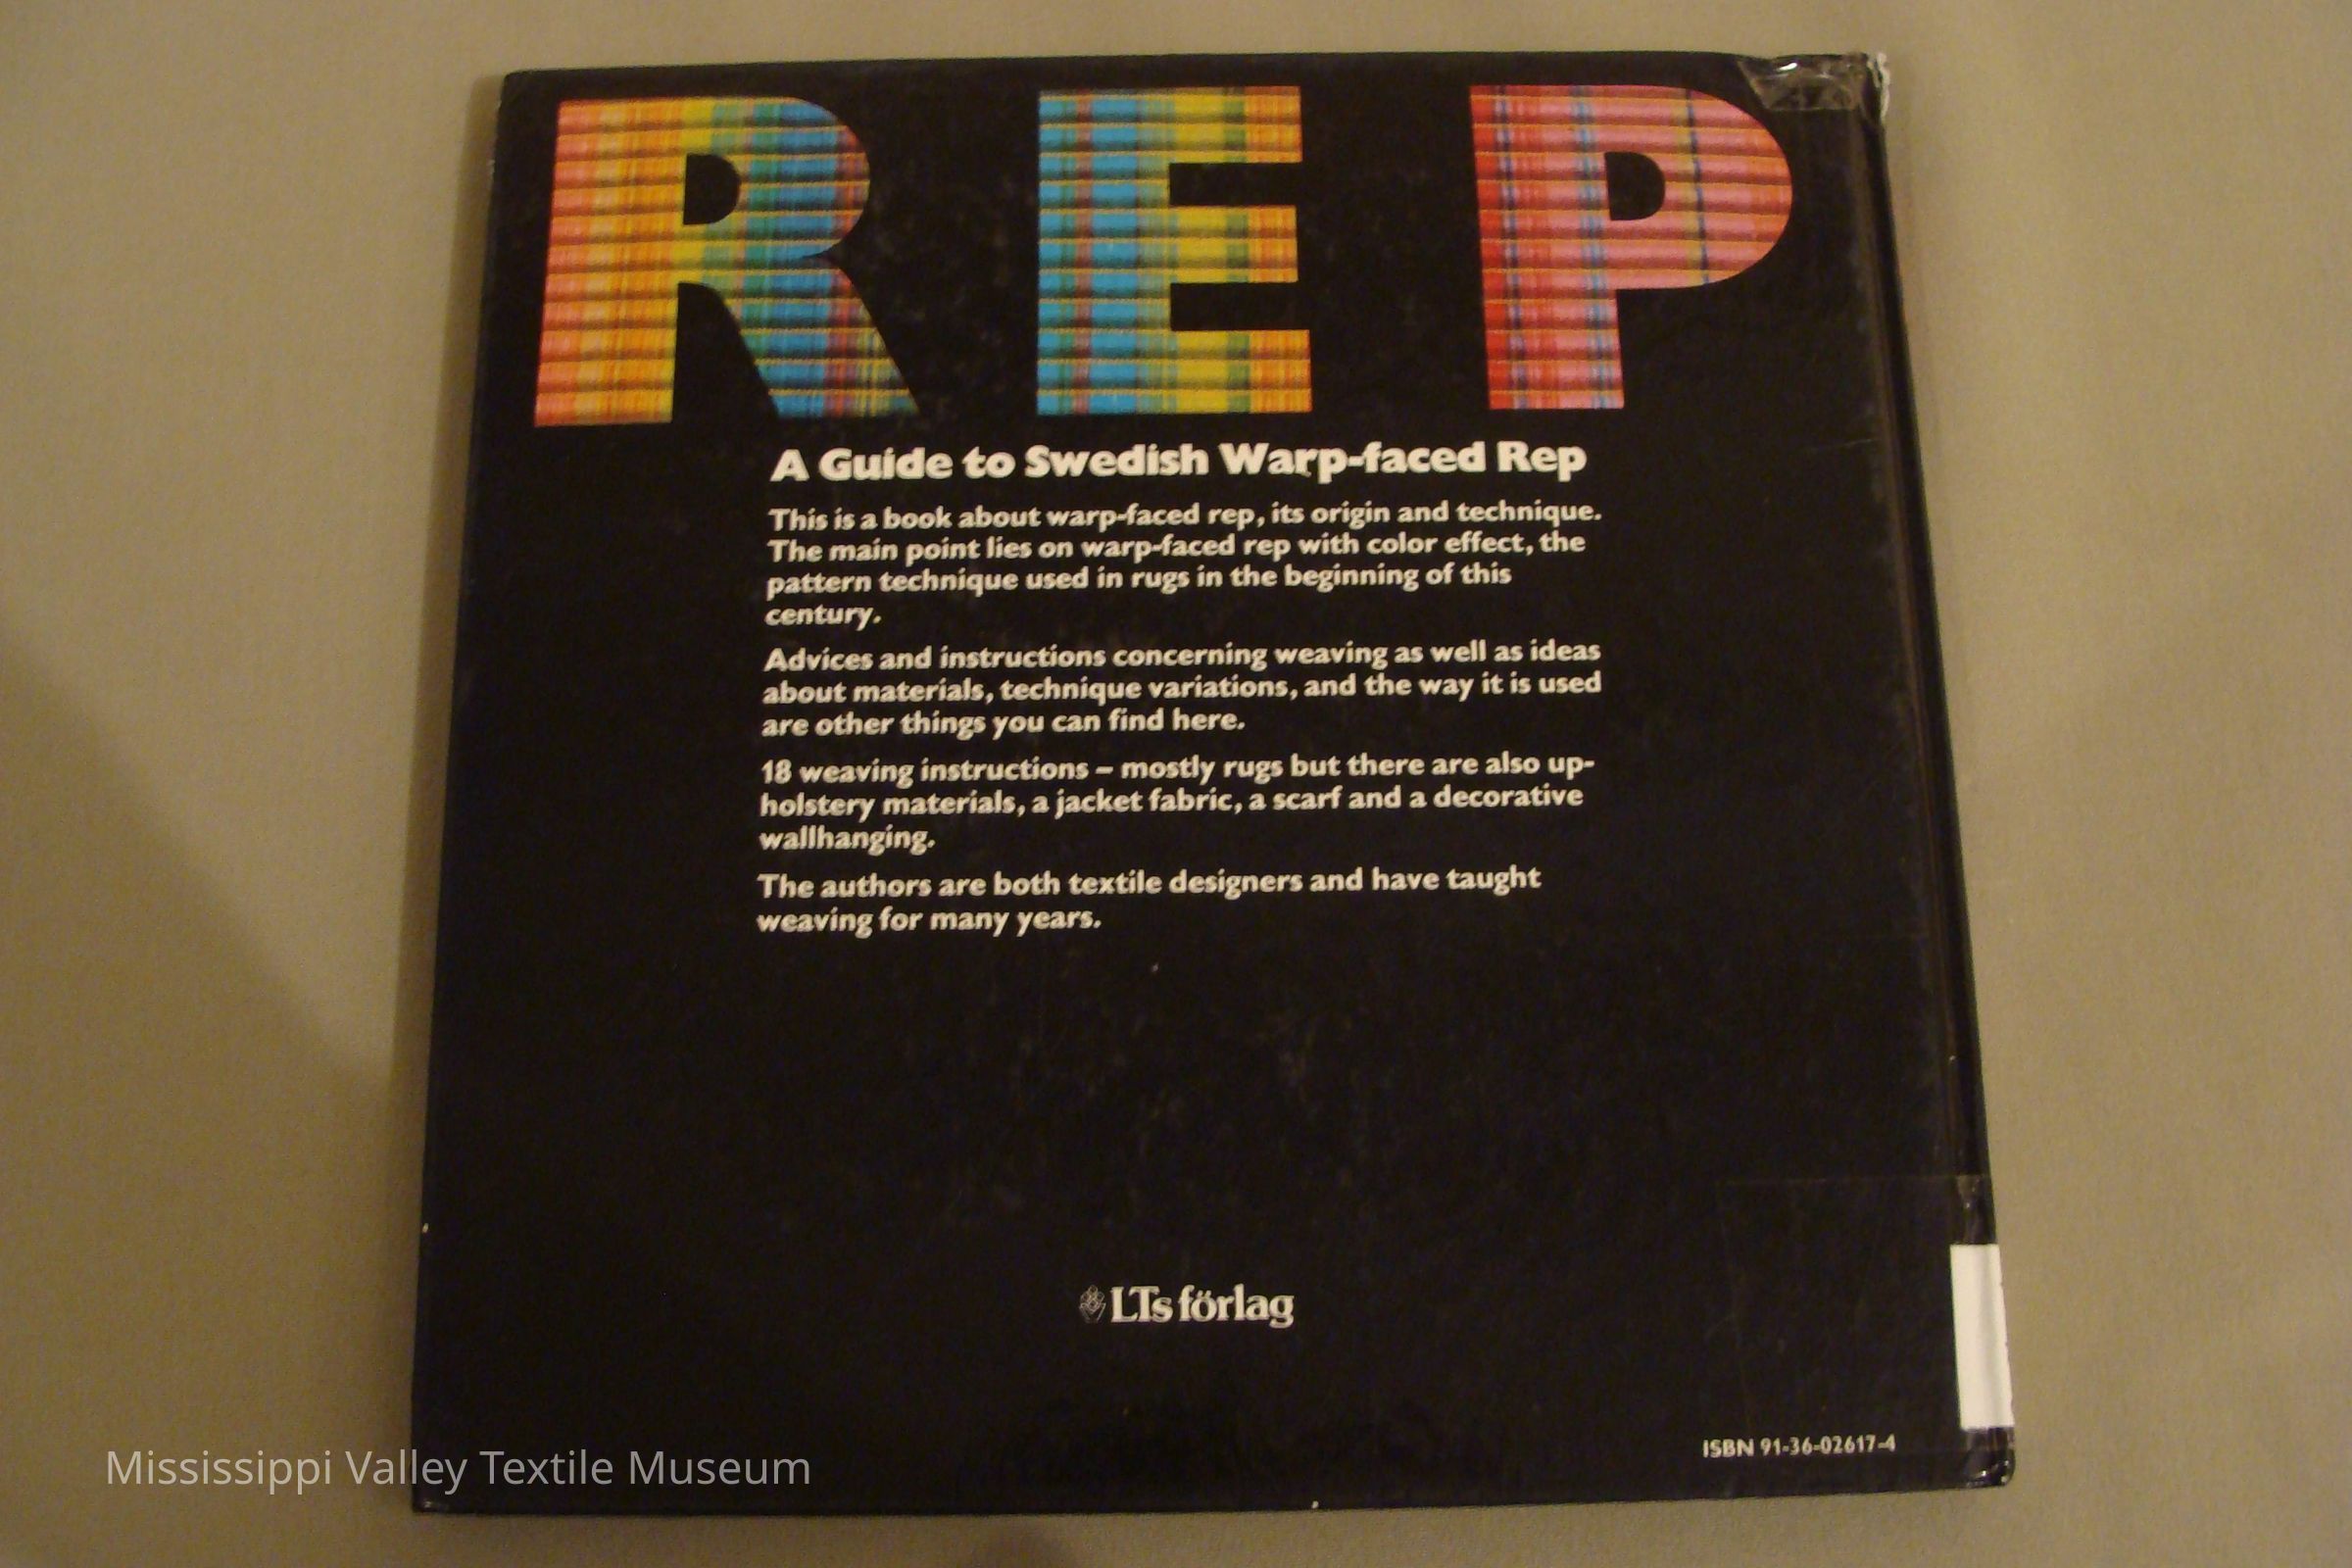 REP
A Guide to Swedish Warp-faced Rep
This is a book about warp-faced rep, its origin and technique.
The main point lies on warp-faced rep with color effect, the
pattern technique used in rugs in the beginning of this
century.
Advices and instructions concerning weaving as well as ideas
about materials, technique variations, and the way it is used
are other things you can find here.
18 weaving instructions – mostly rugs but there are also up-
holstery materials, a jacket fabric, a scarf and a decorative
wallhanging.
The authors are both textile designers and have taught
weaving for many years.
LTs förlag
ISBN 91-36-02617-4
Mississippi Valley Textile Museum